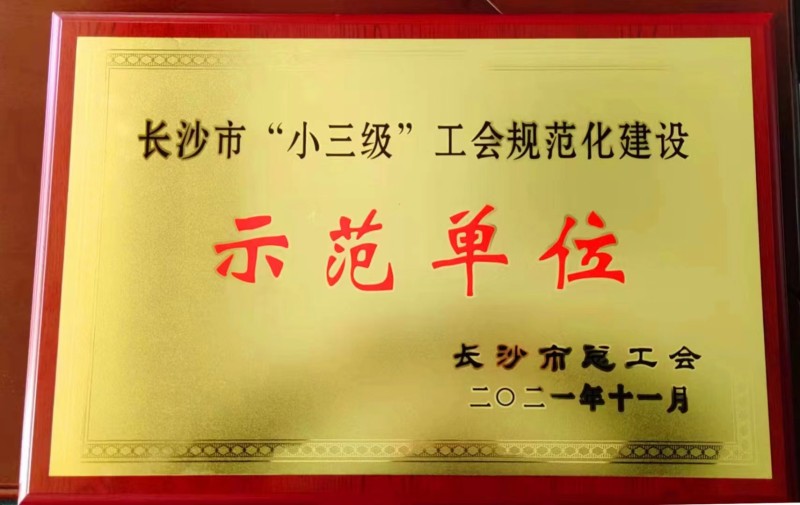 长沙市“小三级”工会规范化建设
示范单位
长沙市总工会
二〇二一年十一月